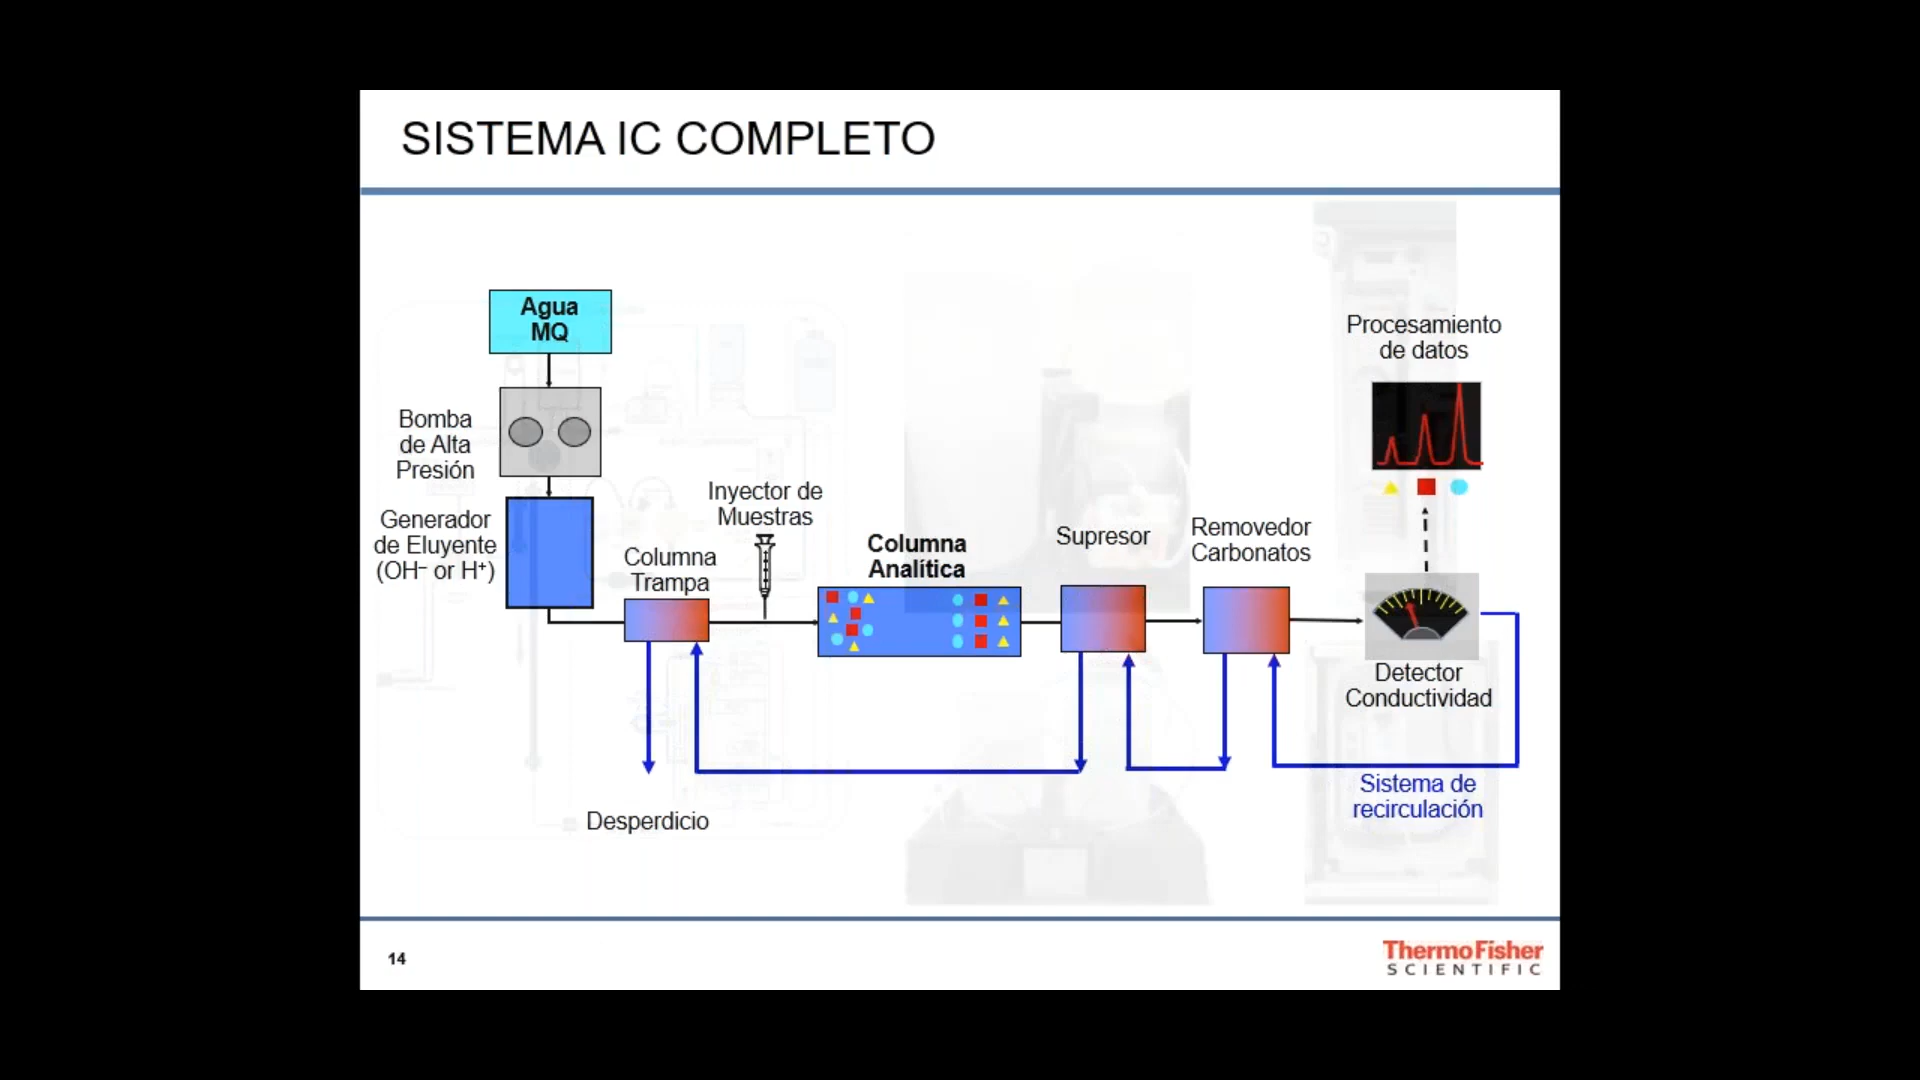 SISTEMA IC COMPLETO
Agua
MQ
Bomba
de Alta
Presión
Generador
de Eluyente
(OH⁻ or H⁺)
Columna
Trampa
Inyector de
Muestras
Columna
Analítica
Supresor
Removedor
Carbonatos
Procesamiento
de datos
Detector
Conductividad
Sistema de
recirculación
Desperdicio
14
ThermoFisher
SCIENTIFIC